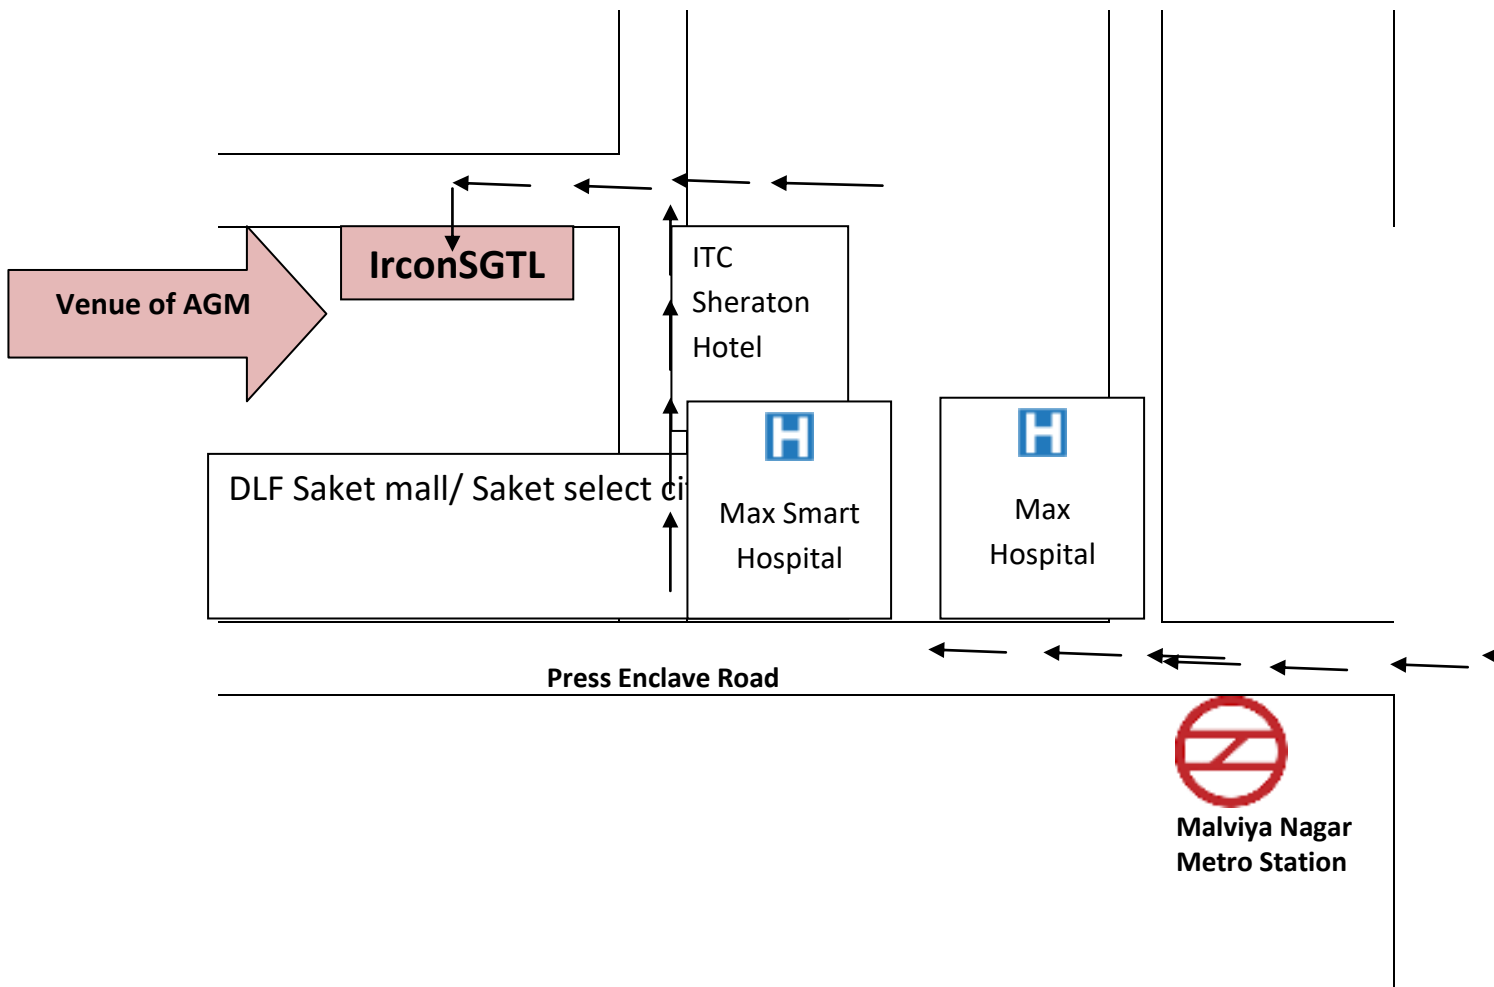 IrconSGTL
Venue of AGM
ITC
Sheraton
Hotel
H
H
DLF Saket mall/ Saket select
Max Smart
Hospital
Max
Hospital
Press Enclave Road
Malviya Nagar
Metro Station